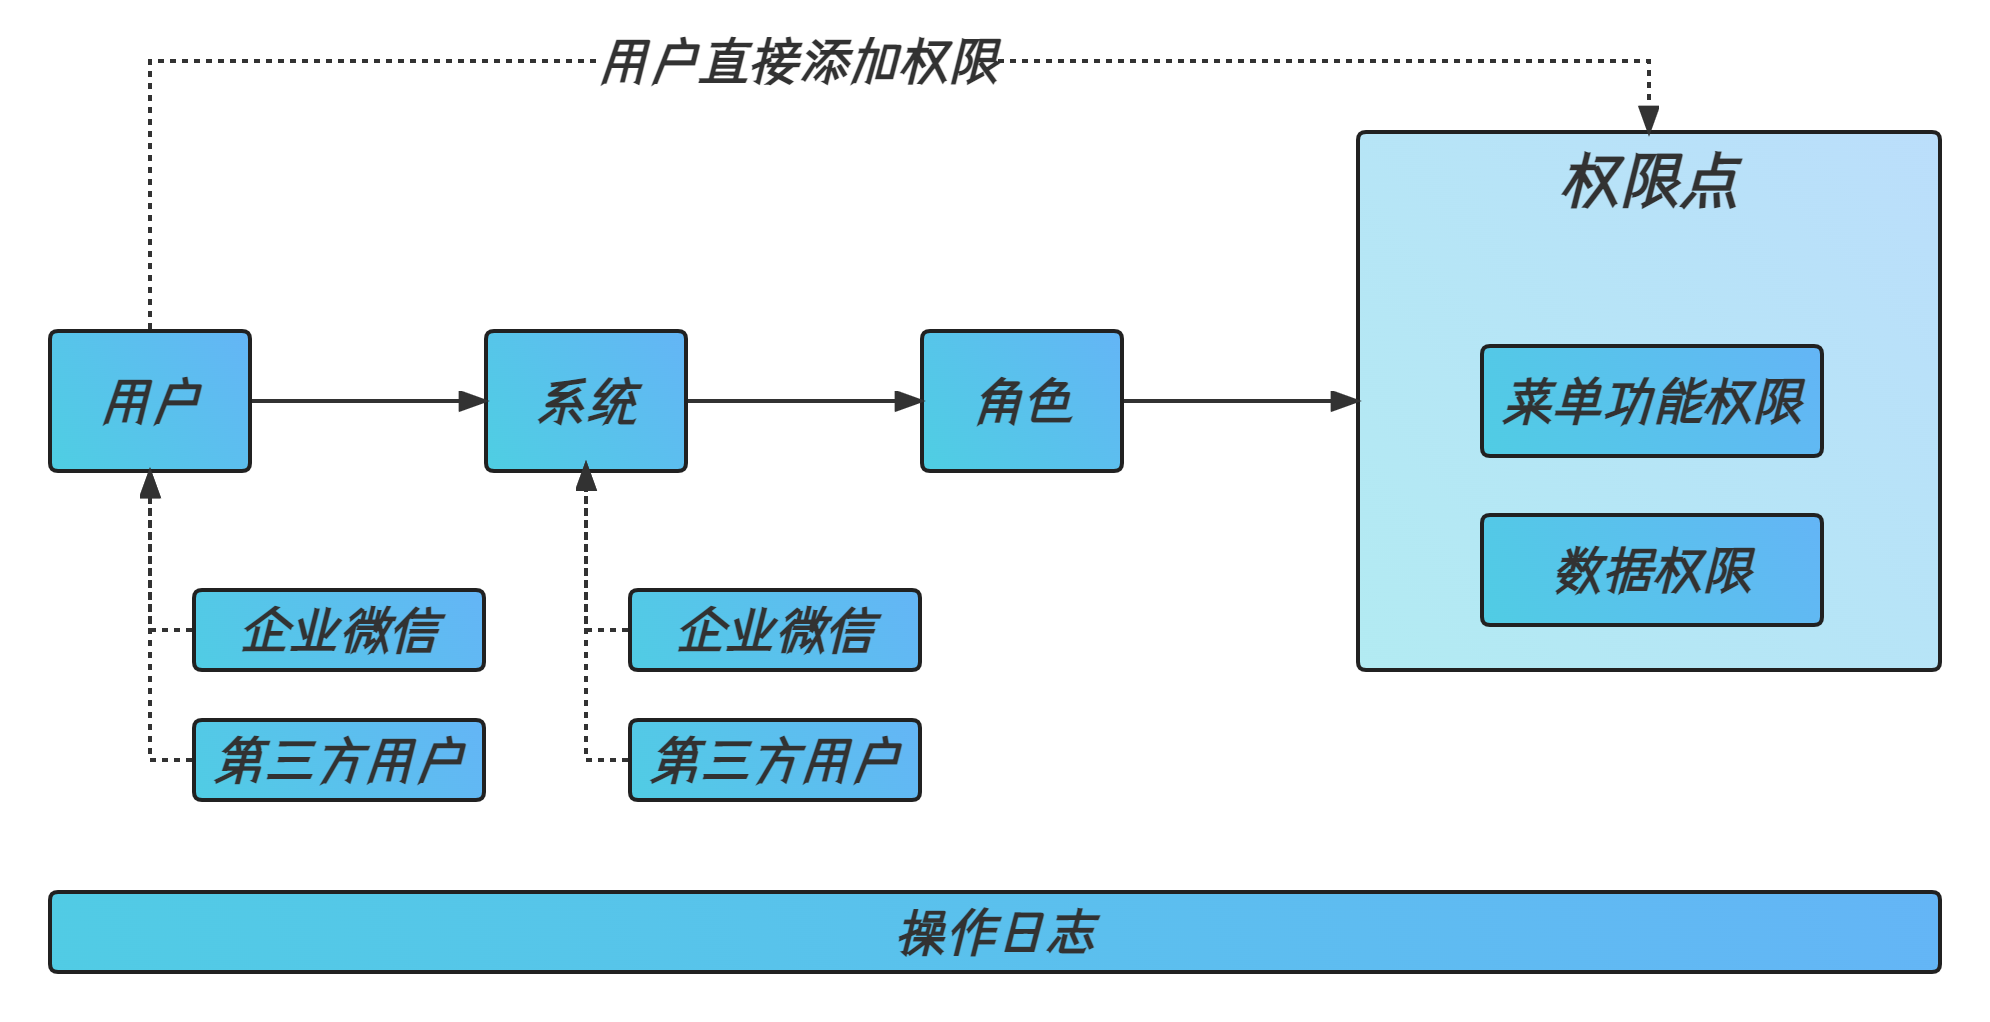 用户直接添加权限
权限点
用户
系统
角色
菜单功能权限
数据权限
企业微信
企业微信
第三方用户
第三方用户
操作日志